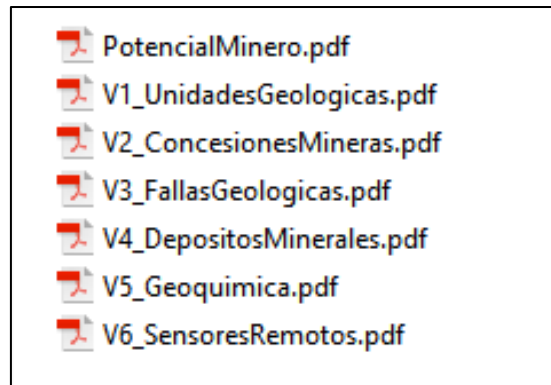 PotencialMinero.pdf
V1_UnidadesGeologicas.pdf
V2_ConcesionesMineras.pdf
V3_FallasGeologicas.pdf
V4_DepositosMinerales.pdf
V5_Geoquimica.pdf
V6_SensoresRemotos.pdf